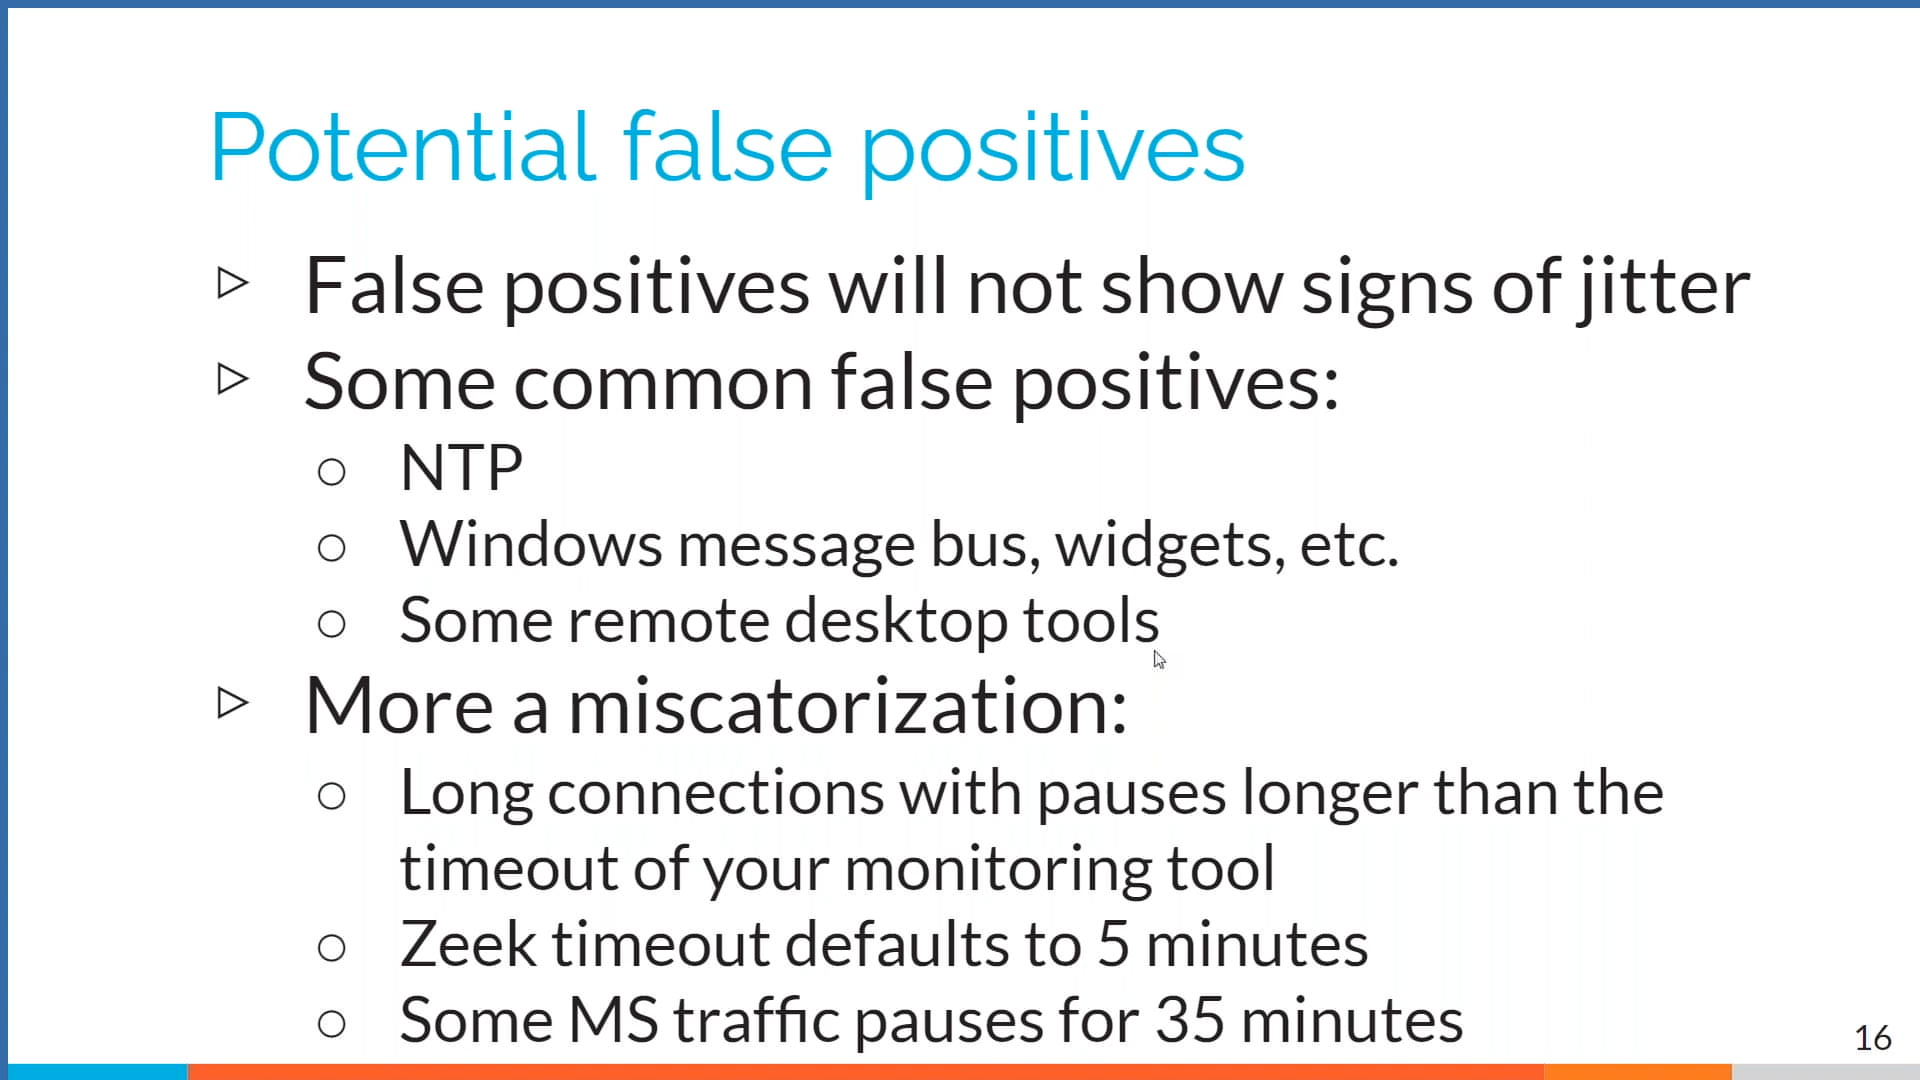 Potential false positives
▷ False positives will not show signs of jitter
▷ Some common false positives:
○ NTP
○ Windows message bus, widgets, etc.
○ Some remote desktop tools
▷ More a miscatorization:
○ Long connections with pauses longer than the
timeout of your monitoring tool
○ Zeek timeout defaults to 5 minutes
○ Some MS traffic pauses for 35 minutes
16